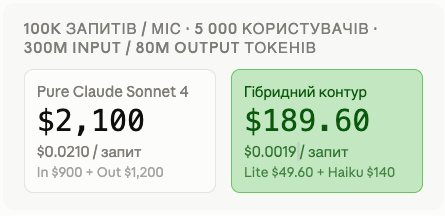 100К ЗАПИТІВ / МІС · 5 000 КОРИСТУВАЧІВ ·
300M INPUT / 80M OUTPUT ТОКЕНІВ
Pure Claude Sonnet 4
$2,100
$0.0210 / запит
In $900 + Out $1,200
Гібридний контур
$189.60
$0.0019 / запит
Lite $49.60 + Haiku $140